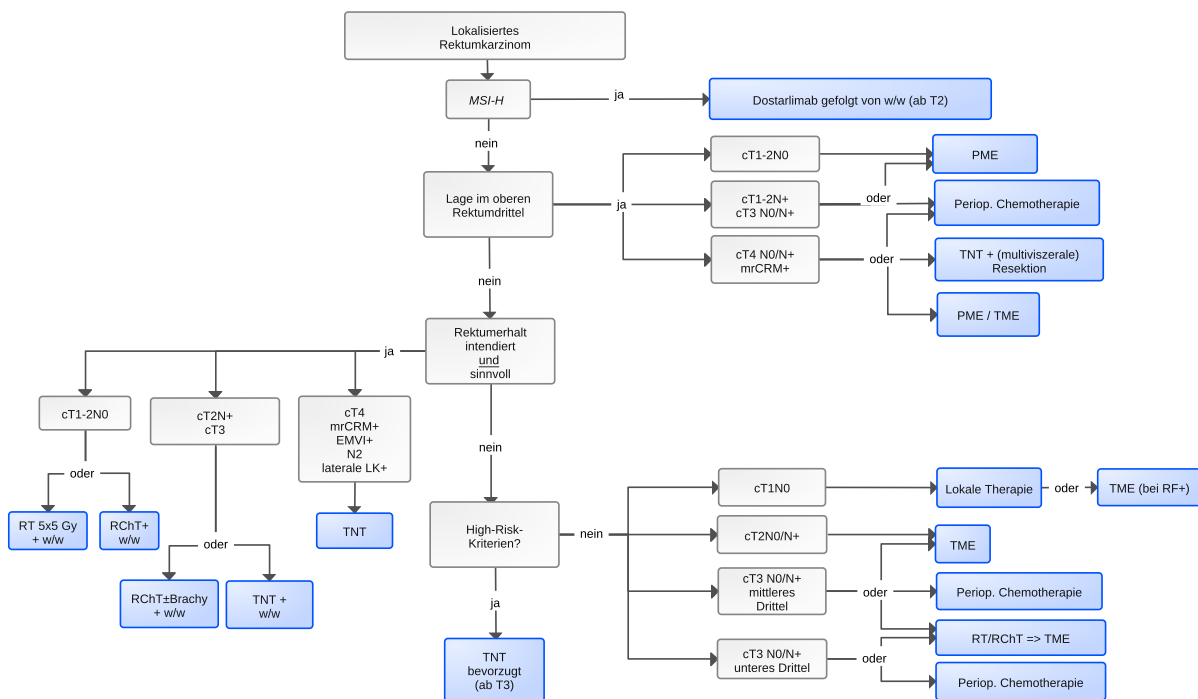 Lokalisiertes
Rektumkarzinom
MSI-H
ja
Dostarlimab gefolgt von w/w (ab T2)
nein
Lage im oberen
Rektumdrittel
ja
cT1-2N0
PME
cT1-2N+
cT3 N0/N+
oder
Periop. Chemotherapie
cT4 N0/N+
mrCRM+
oder
TNT + (multiviszerale)
Resektion
PME / TME
nein
Rektumerhalt
intendiert
und
sinnvoll
ja
cT1-2N0
oder
RT 5x5 Gy
+ w/w
RChT+
w/w
cT2N+
cT3
oder
RChT±Brachy
+ w/w
TNT +
w/w
cT4
mrCRM+
EMVI+
N2
laterale LK+
TNT
nein
High-Risk-
Kriterien?
nein
cT1N0
Lokale Therapie
oder
TME (bei RF+)
cT2N0/N+
TME
cT3 N0/N+
mittleres
Drittel
oder
Periop. Chemotherapie
RT/RChT => TME
cT3 N0/N+
unteres Drittel
oder
Periop. Chemotherapie
ja
TNT
bevorzugt
(ab T3)